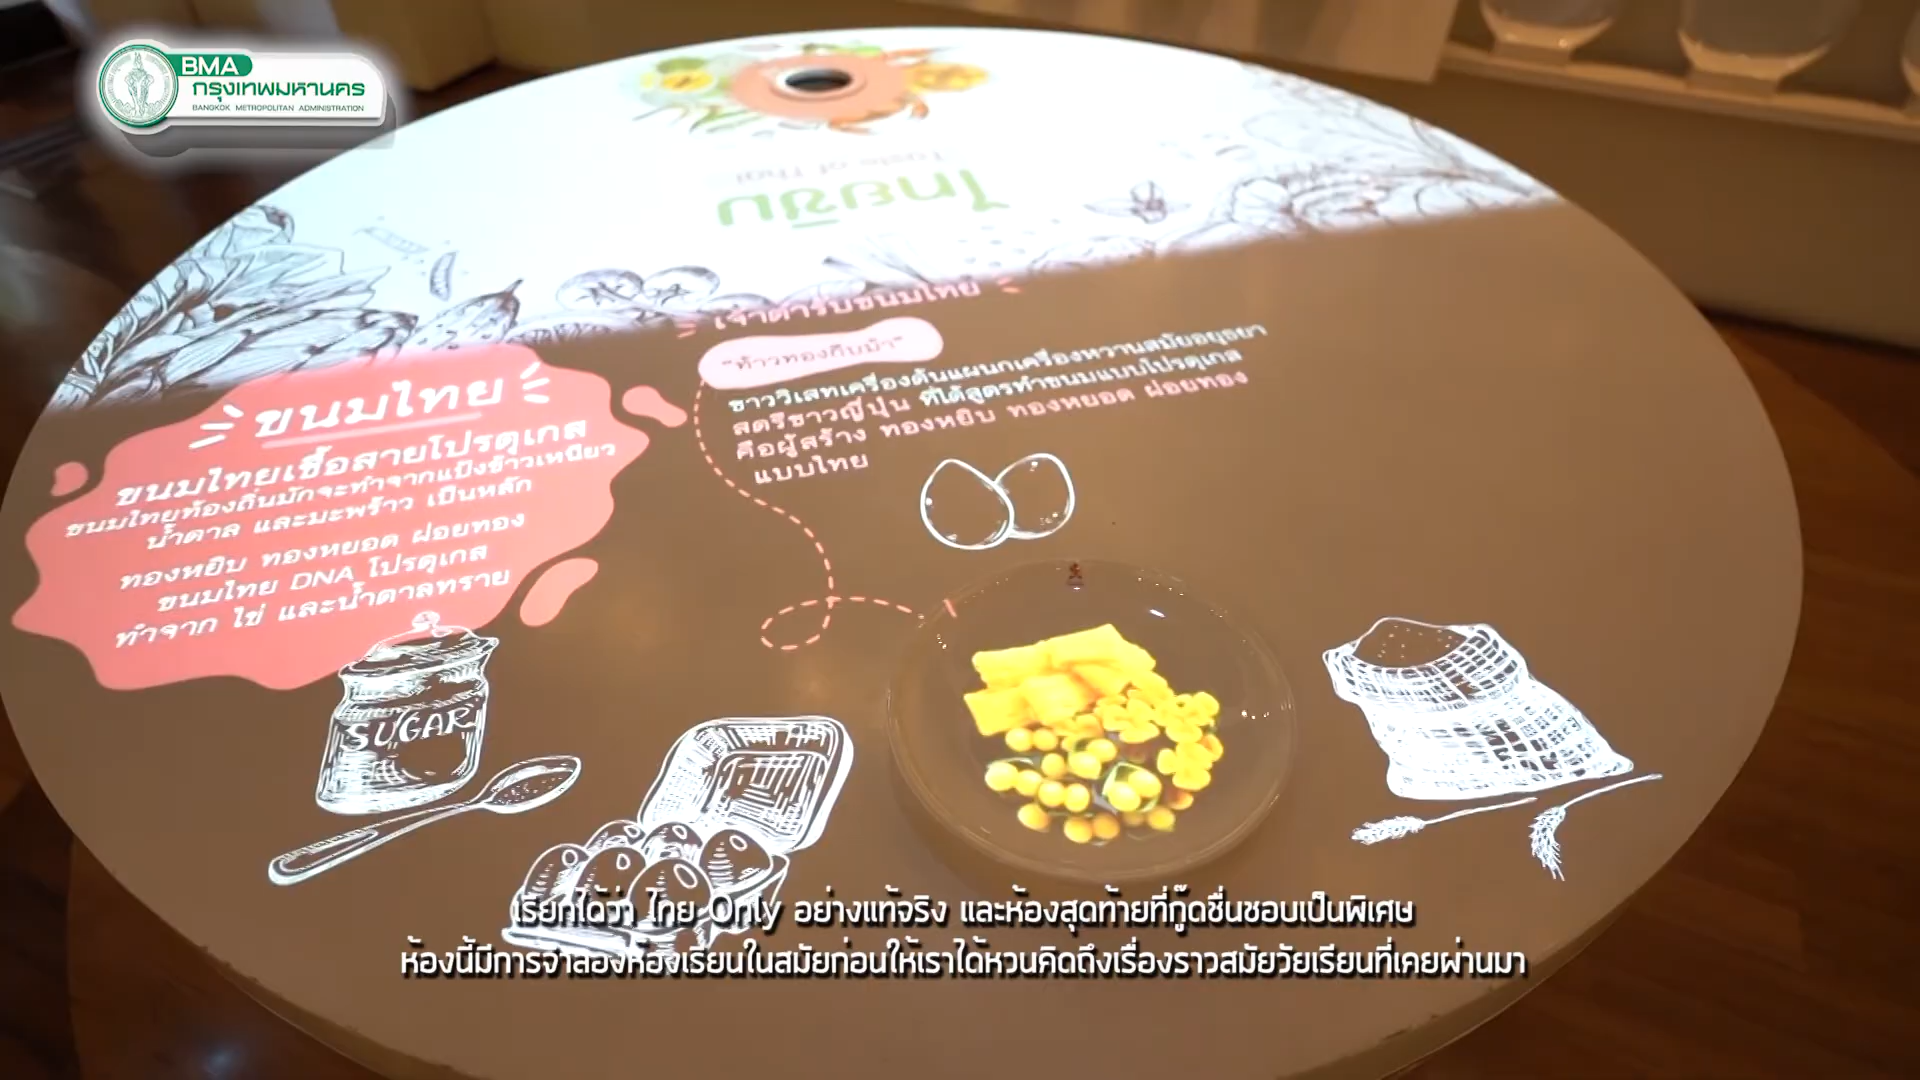 BMA
กรุงเทพมหานคร
BANGKOK METROPOLITAN ADMINISTRATION
Taste of Thai
ไทยชิม
เจ้าตำรับขนมไทย
"ท้าวทองกีบม้า"
ชาววิเสทเครื่องต้นแผนกเครื่องหวานสมัยอยุธยา
สตรีชาวญี่ปุ่น ที่ได้สูตรทำขนมแบบโปรตุเกส
คือผู้สร้าง ทองหยิบ ทองหยอด ฝอยทอง
แบบไทย
ขนมไทย
ขนมไทยเชื้อสายโปรตุเกส
ขนมไทยท้องถิ่นมักจะทำจากแป้งข้าวเหนียว
น้ำตาล และมะพร้าว เป็นหลัก
ทองหยิบ ทองหยอด ฝอยทอง
ขนมไทย DNA โปรตุเกส
ทำจาก ไข่ และน้ำตาลทราย
SUGAR
เรียกได้ว่า ไทย Only อย่างแท้จริง และห้องสุดท้ายที่กู๊ดชื่นชอบเป็นพิเศษ
ห้องนี้มีการจำลองห้องเรียนในสมัยก่อนให้เราได้หวนคิดถึงเรื่องราวสมัยวัยเรียนที่เคยผ่านมา